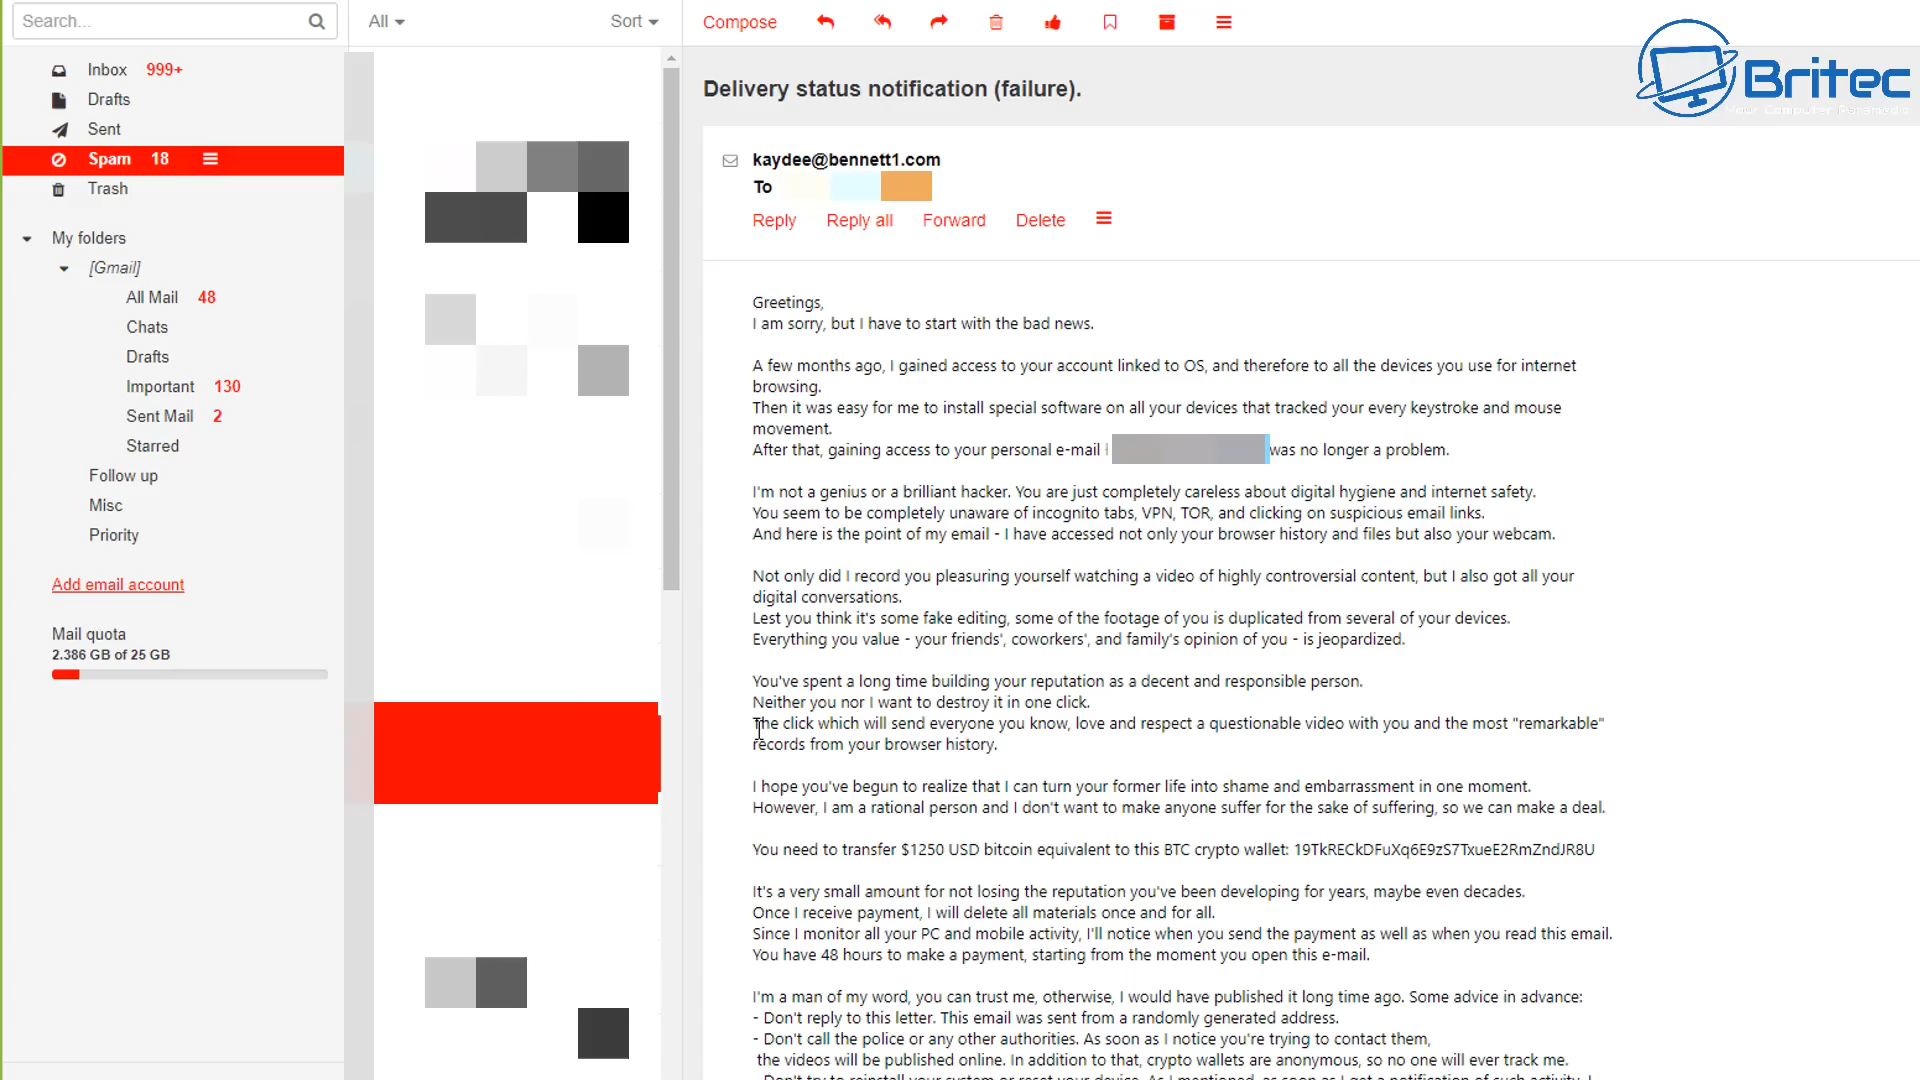 Search...
All
Sort
Compose
Britec
Your Computer Paramedic
Inbox 999+
Drafts
Sent
Spam 18
Trash
My folders
[Gmail]
All Mail 48
Chats
Drafts
Important 130
Sent Mail 2
Starred
Follow up
Misc
Priority
Add email account
Mail quota
2.386 GB of 25 GB
Delivery status notification (failure).
kaydee@bennett1.com
To
Reply Reply all Forward Delete
Greetings,
I am sorry, but I have to start with the bad news.
A few months ago, I gained access to your account linked to OS, and therefore to all the devices you use for internet
browsing.
Then it was easy for me to install special software on all your devices that tracked your every keystroke and mouse
movement.
After that, gaining access to your personal e-mail was no longer a problem.
I'm not a genius or a brilliant hacker. You are just completely careless about digital hygiene and internet safety.
You seem to be completely unaware of incognito tabs, VPN, TOR, and clicking on suspicious email links.
And here is the point of my email - I have accessed not only your browser history and files but also your webcam.
Not only did I record you pleasuring yourself watching a video of highly controversial content, but I also got all your
digital conversations.
Lest you think it's some fake editing, some of the footage of you is duplicated from several of your devices.
Everything you value - your friends', coworkers', and family's opinion of you - is jeopardized.
You've spent a long time building your reputation as a decent and responsible person.
Neither you nor I want to destroy it in one click.
The click which will send everyone you know, love and respect a questionable video with you and the most "remarkable"
records from your browser history.
I hope you've begun to realize that I can turn your former life into shame and embarrassment in one moment.
However, I am a rational person and I don't want to make anyone suffer for the sake of suffering, so we can make a deal.
You need to transfer $1250 USD bitcoin equivalent to this BTC crypto wallet: 19TkRECkDFuXq6E9zS7TxueE2RmZndJR8U
It's a very small amount for not losing the reputation you've been developing for years, maybe even decades.
Once I receive payment, I will delete all materials once and for all.
Since I monitor all your PC and mobile activity, I'll notice when you send the payment as well as when you read this email.
You have 48 hours to make a payment, starting from the moment you open this e-mail.
I'm a man of my word, you can trust me, otherwise, I would have published it long time ago. Some advice in advance:
- Don't reply to this letter. This email was sent from a randomly generated address.
- Don't call the police or any other authorities. As soon as I notice you're trying to contact them,
the videos will be published online. In addition to that, crypto wallets are anonymous, so no one will ever track me.
- Don't try to reinstall your system or reset your device. As I mentioned, as soon as I get a notification of such activity, I